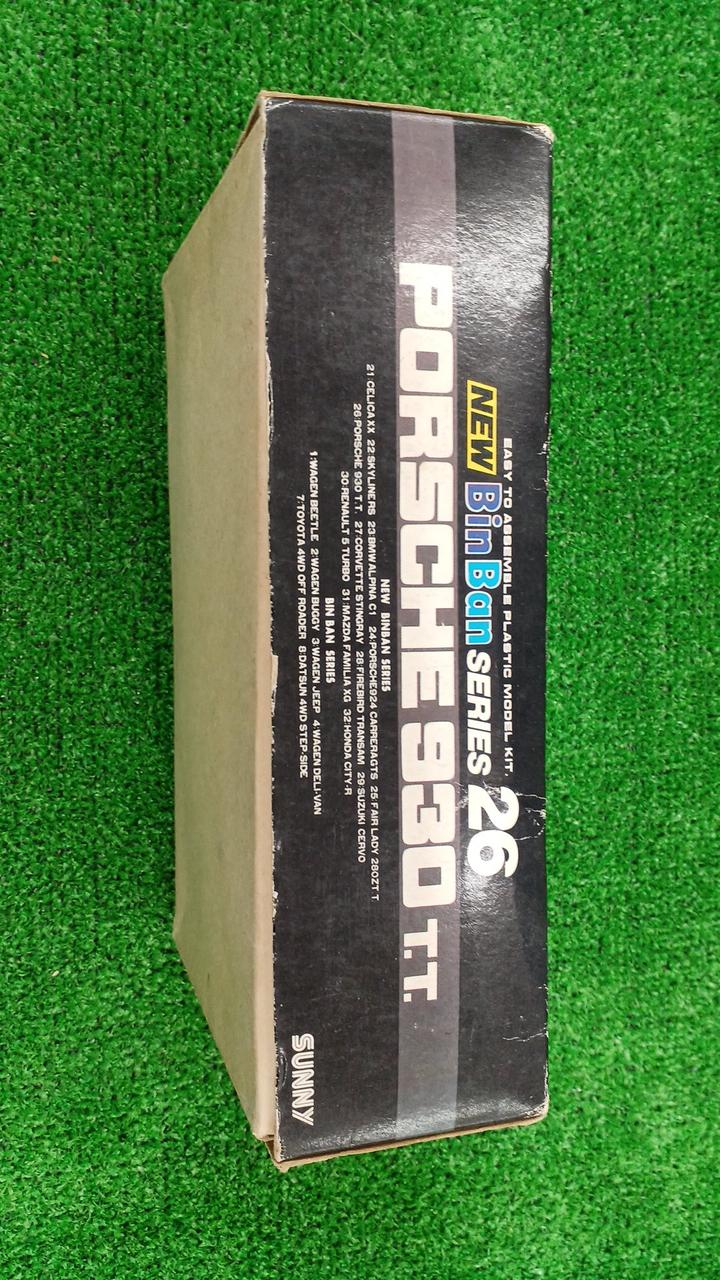 EASY TO ASSEMBLE PLASTIC MODEL KIT.
NEW BinBan SERIES 26
PORSCHE 930 T.T.
NEW BINBAN SERIES
21:CELICA XX 22:SKYLINE RS 23:BMW ALPINA C1 24:PORSCHE924 CARRERAGTS 25:FAIR LADY 280Z T.T.
26:PORSCHE 930 T.T. 27:CORVETTE STINGRAY 28:FIREBIRD TRANSAM 29:SUZUKI CERVO
30:RENAULT 5 TURBO 31:MAZDA FAMILIA XG 32:HONDA CITY-R
BIN BAN SERIES
1:WAGEN BEETLE 2:WAGEN BUGGY 3:WAGEN JEEP 4:WAGEN DELI-VAN
7:TOYOTA 4WD OFF ROADER 8:DATSUN 4WD STEP-SIDE
SUNNY